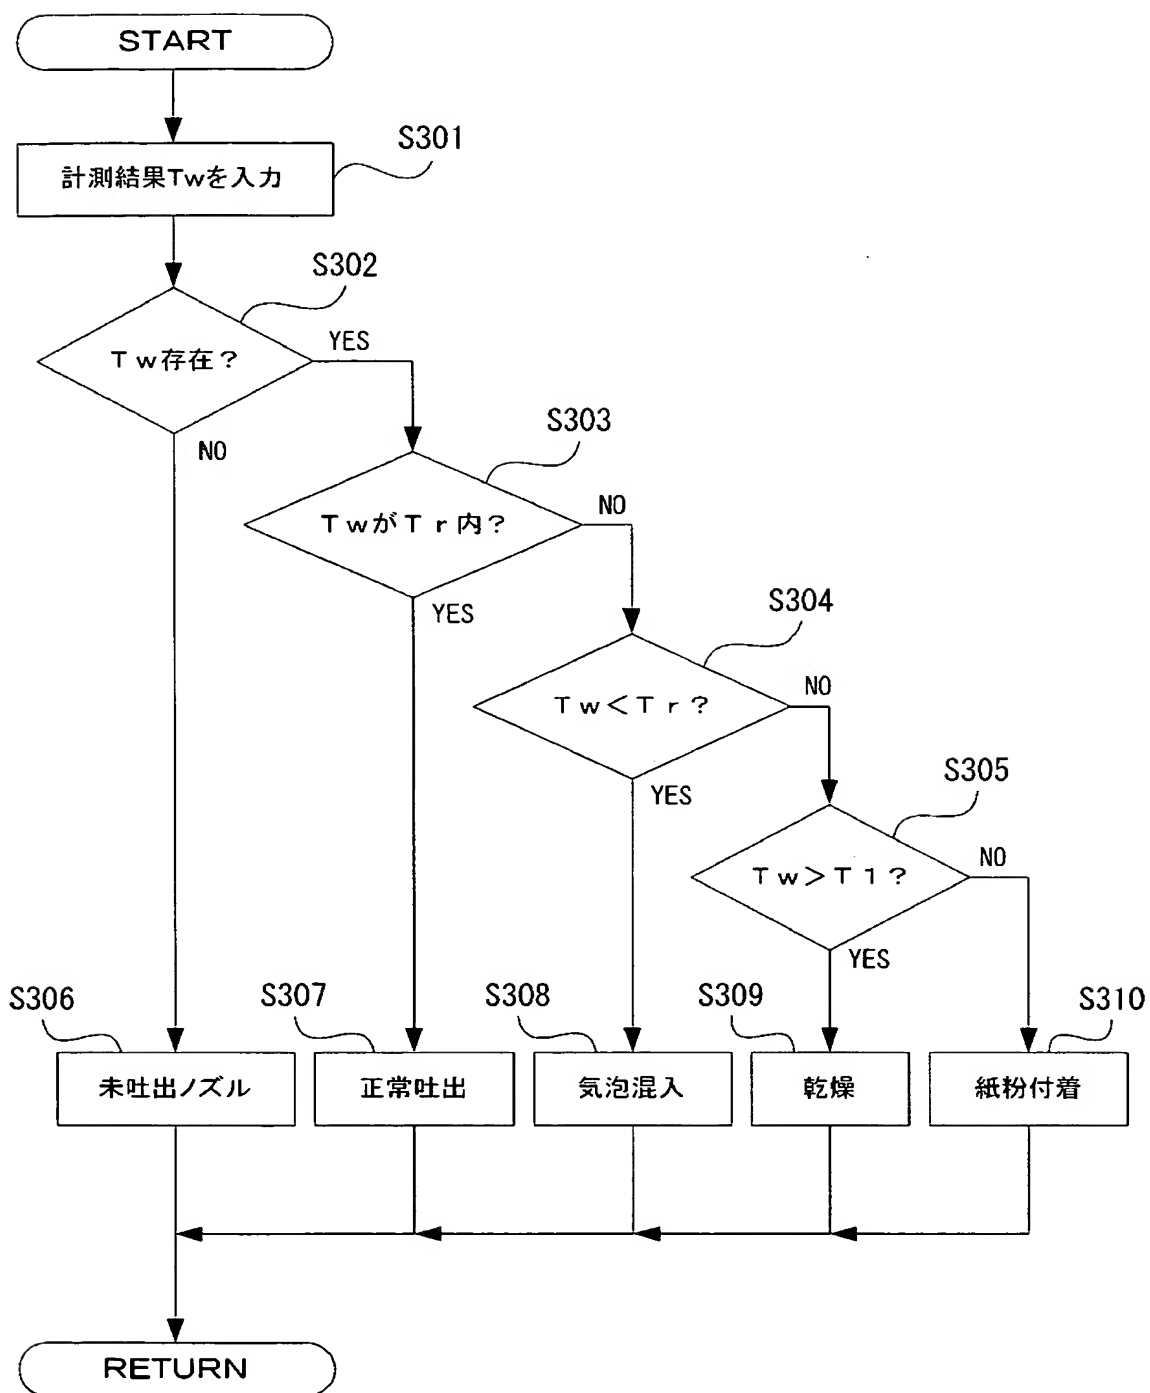 START
S301
計測結果Twを入力
S302
Tw存在?
YES
NO
S303
TwがTr内?
NO
YES
S304
Tw<Tr?
NO
YES
S305
Tw>T1?
NO
YES
S306
S307
S308
S309
S310
未吐出ノズル
正常吐出
気泡混入
乾燥
紙粉付着
RETURN